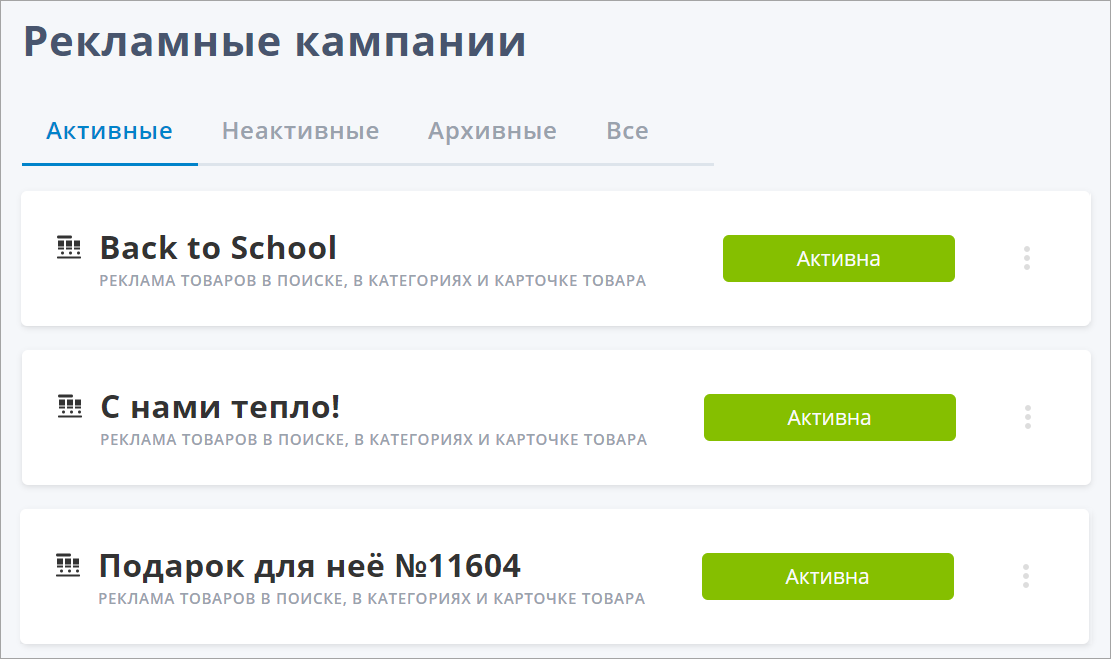 Рекламные кампании
Активные Неактивные Архивные Все
Back to School
РЕКЛАМА ТОВАРОВ В ПОИСКЕ, В КАТЕГОРИЯХ И КАРТОЧКЕ ТОВАРА
Активна
С нами тепло!
РЕКЛАМА ТОВАРОВ В ПОИСКЕ, В КАТЕГОРИЯХ И КАРТОЧКЕ ТОВАРА
Активна
Подарок для неё №11604
РЕКЛАМА ТОВАРОВ В ПОИСКЕ, В КАТЕГОРИЯХ И КАРТОЧКЕ ТОВАРА
Активна